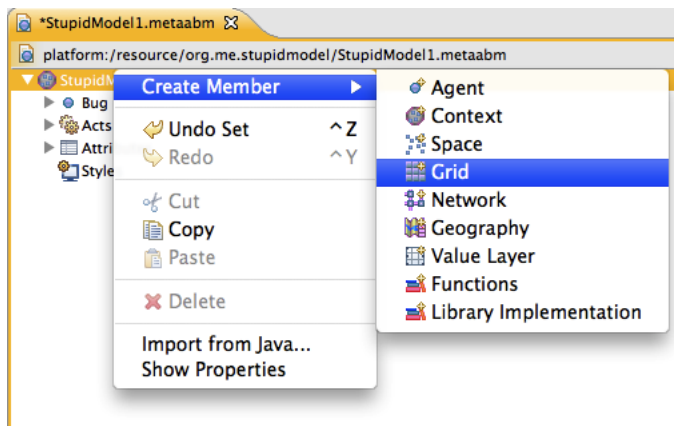 *StupidModel1.metaabm
platform:/resource/org.me.stupidmodel/StupidModel1.metaabm
StupidM
Bug
Acts
Attri
Style
Create Member
Undo Set ^Z
Redo ^Y
Cut
Copy
Paste
Delete
Import from Java...
Show Properties
Agent
Context
Space
Grid
Network
Geography
Value Layer
Functions
Library Implementation